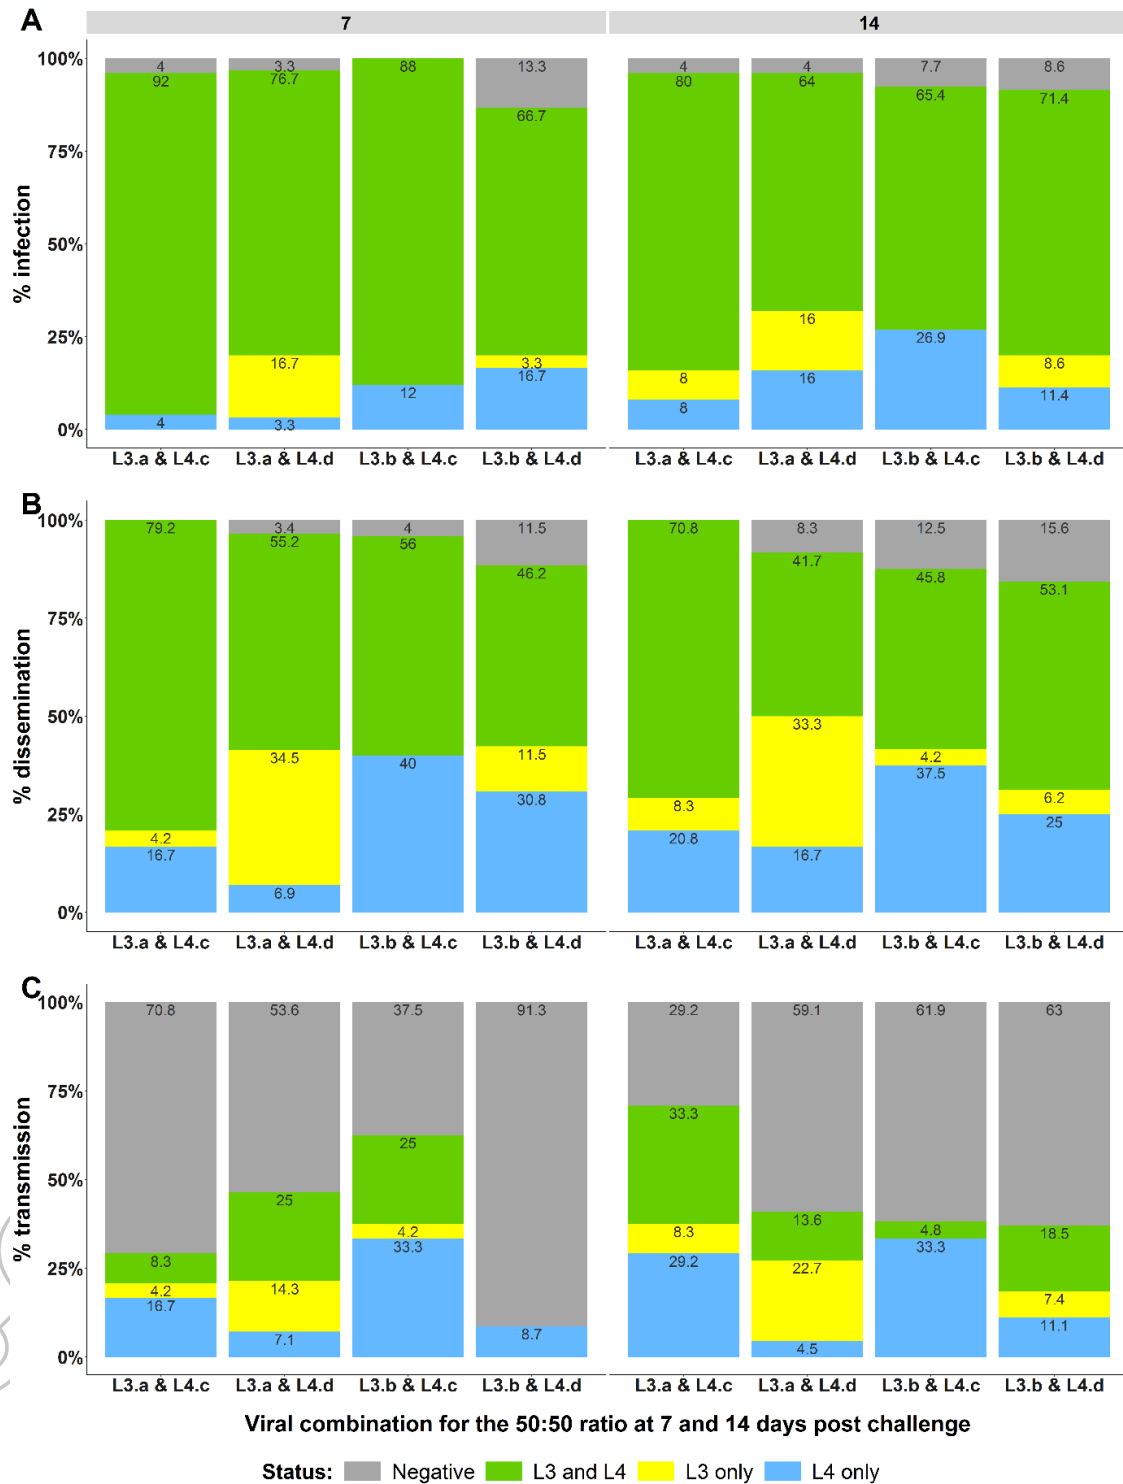 A
7
14
100%
75%
50%
25%
0%
% infection
4 3.3 88 13.3 4 4 7.7 8.6
92 76.7 66.7 80 64 65.4 71.4
16.7 3.3 16 26.9 8.6
4 3.3 12 16.7 8 8 16 11.4
L3.a & L4.c L3.a & L4.d L3.b & L4.c L3.b & L4.d L3.a & L4.c L3.a & L4.d L3.b & L4.c L3.b & L4.d
B
100%
75%
50%
25%
0%
% dissemination
79.2 3.4 4 11.5 70.8 8.3 12.5 15.6
55.2 56 46.2 41.7 45.8 53.1
4.2 34.5 40 11.5 8.3 33.3 4.2 6.2
16.7 6.9 30.8 20.8 16.7 37.5 25
L3.a & L4.c L3.a & L4.d L3.b & L4.c L3.b & L4.d L3.a & L4.c L3.a & L4.d L3.b & L4.c L3.b & L4.d
C
100%
75%
50%
25%
0%
% transmission
70.8 53.6 37.5 91.3 29.2 59.1 61.9 63
8.3 25 25 33.3 13.6 4.8 18.5
4.2 14.3 4.2 8.3 22.7 7.4
16.7 7.1 33.3 8.7 29.2 4.5 33.3 11.1
L3.a & L4.c L3.a & L4.d L3.b & L4.c L3.b & L4.d L3.a & L4.c L3.a & L4.d L3.b & L4.c L3.b & L4.d
Viral combination for the 50:50 ratio at 7 and 14 days post challenge
Status: Negative L3 and L4 L3 only L4 only